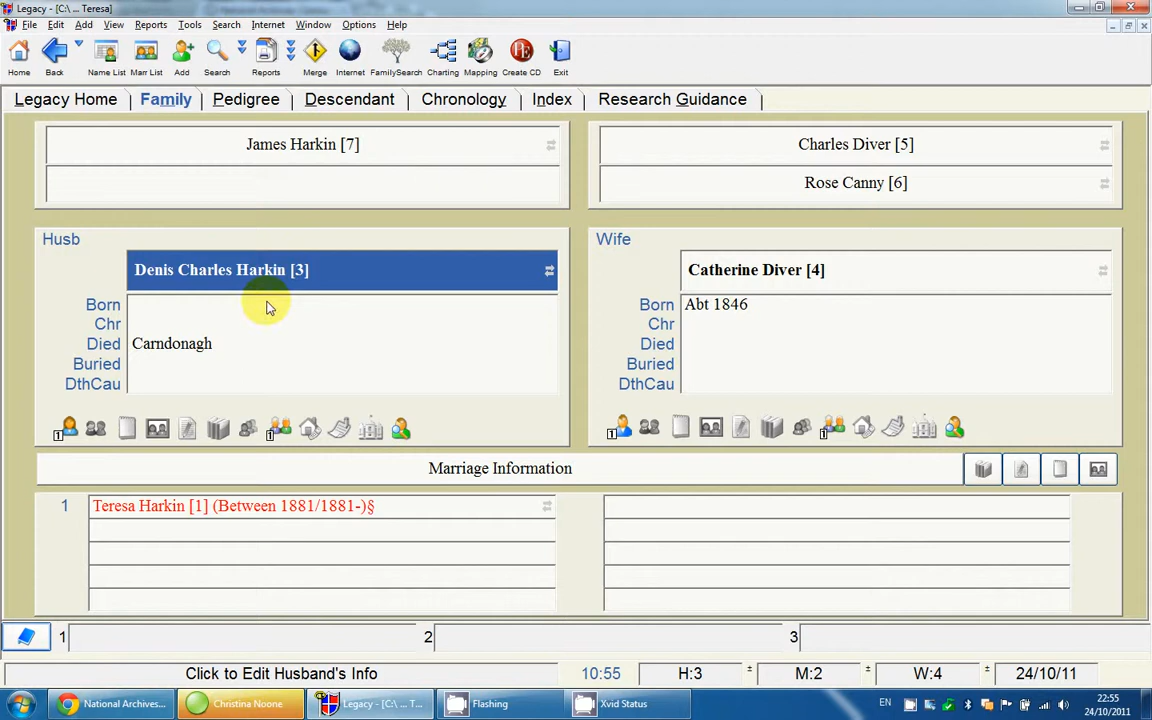 Legacy - [C:\ ... Teresa]
File Edit Add View Reports Tools Search Internet Window Options Help
Home Back Name List Marr List Add Search Reports Merge Internet FamilySearch Charting Mapping Create CD Exit
Legacy Home Family Pedigree Descendant Chronology Index Research Guidance
James Harkin [7] Charles Diver [5]
Rose Canny [6]
Husb Wife
Denis Charles Harkin [3] Catherine Diver [4]
Born Born Abt 1846
Chr Chr
Died Carndonagh Died
Buried Buried
DthCau DthCau
1 1 1 1
Marriage Information
1 Teresa Harkin [1] (Between 1881/1881-)§
1 2 3
Click to Edit Husband's Info 10:55 H:3 M:2 W:4 24/10/11
National Archives... Christina Noone Legacy - [C:\ ... T... Flashing Xvid Status EN 22:55
24/10/2011